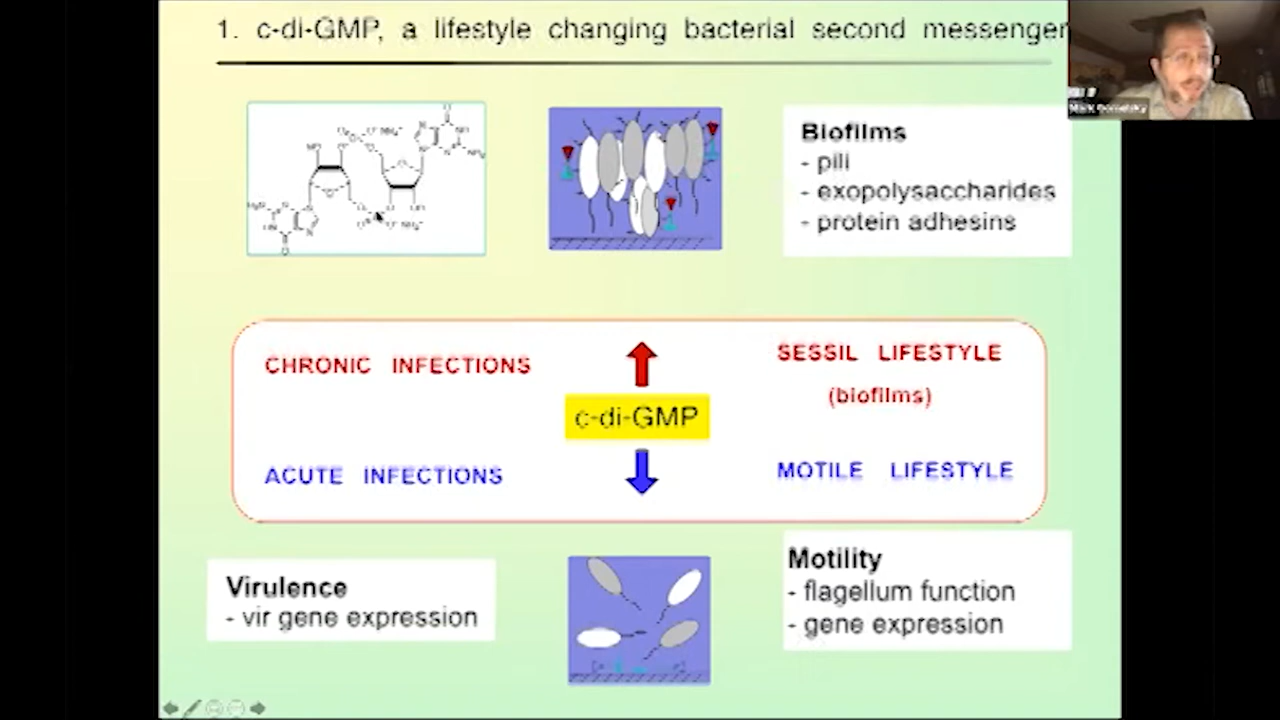 1. c-di-GMP, a lifestyle changing bacterial second messenger
Biofilms
- pili
- exopolysaccharides
- protein adhesins
CHRONIC INFECTIONS
SESSIL LIFESTYLE
(biofilms)
c-di-GMP
ACUTE INFECTIONS
MOTILE LIFESTYLE
Virulence
- vir gene expression
Motility
- flagellum function
- gene expression
Mark